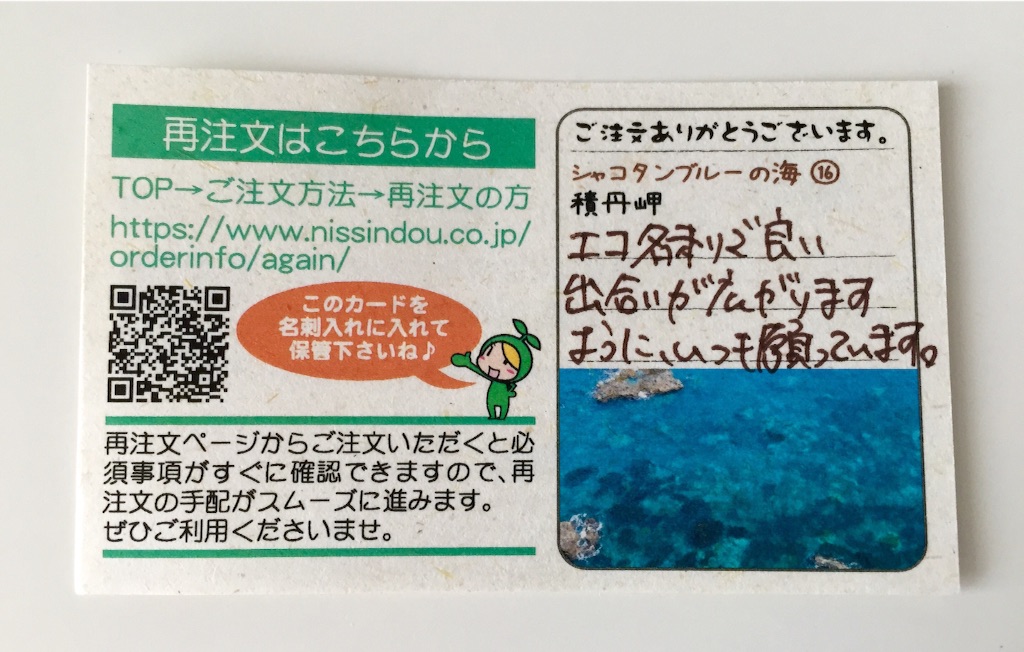 再注文はこちらから
TOP→ご注文方法→再注文の方
https://www.nissindou.co.jp/
orderinfo/again/
このカードを
名刺入れに入れて
保管下さいね♪
再注文ページからご注文いただくと必
須事項がすぐに確認できますので、再
注文の手配がスムーズに進みます。
ぜひご利用くださいませ。
ご注文ありがとうございます。
シャコタンブルーの海 ⑯
積丹岬
エコ名刺で良い
出合いが広がります
ように、いつも願っています。